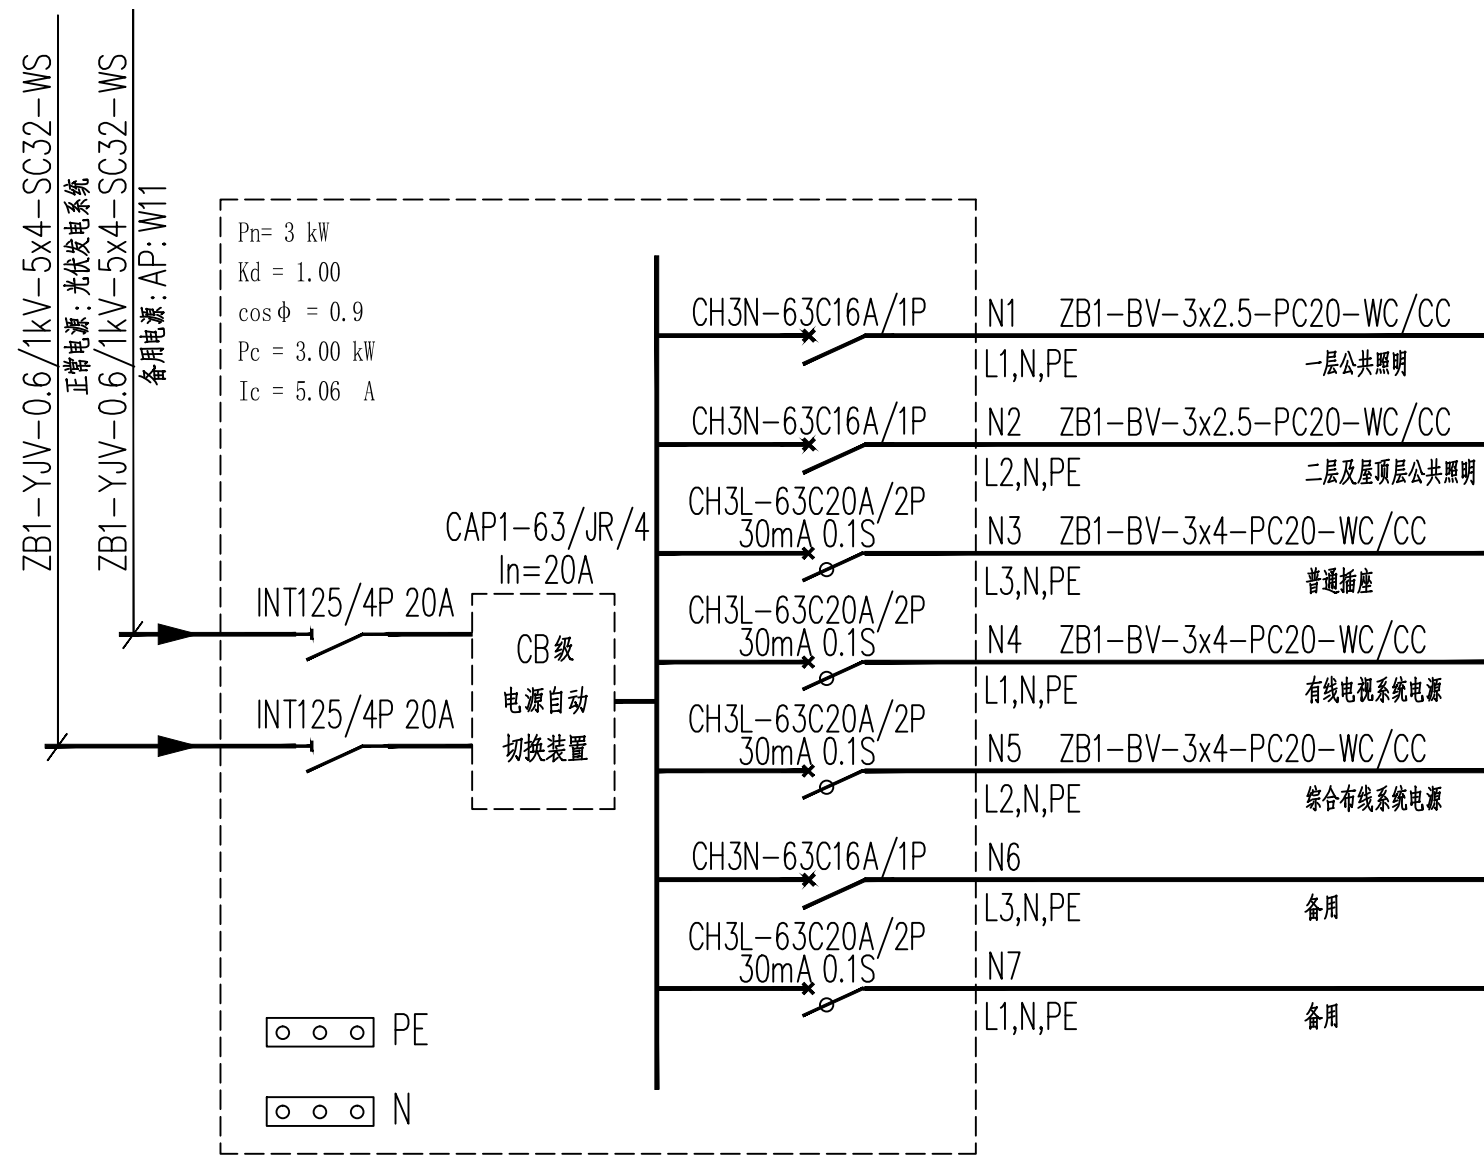 ZB1-YJV-0.6/1kV-5x4-SC32-WS
正常电源:光伏发电系统
ZB1-YJV-0.6/1kV-5x4-SC32-WS
备用电源:AP:W11
Pn= 3 kW
Kd = 1.00
cosφ = 0.9
Pc = 3.00 kW
Ic = 5.06 A
INT125/4P 20A
INT125/4P 20A
CAP1-63/JR/4
In=20A
CB级
电源自动
切换装置
CH3N-63C16A/1P N1 ZB1-BV-3x2.5-PC20-WC/CC
L1,N,PE 一层公共照明
CH3N-63C16A/1P N2 ZB1-BV-3x2.5-PC20-WC/CC
L2,N,PE 二层及屋顶层公共照明
CH3L-63C20A/2P
30mA 0.1S N3 ZB1-BV-3x4-PC20-WC/CC
L3,N,PE 普通插座
CH3L-63C20A/2P
30mA 0.1S N4 ZB1-BV-3x4-PC20-WC/CC
L1,N,PE 有线电视系统电源
CH3L-63C20A/2P
30mA 0.1S N5 ZB1-BV-3x4-PC20-WC/CC
L2,N,PE 综合布线系统电源
CH3N-63C16A/1P N6
L3,N,PE 备用
CH3L-63C20A/2P
30mA 0.1S N7
L1,N,PE 备用
PE
N